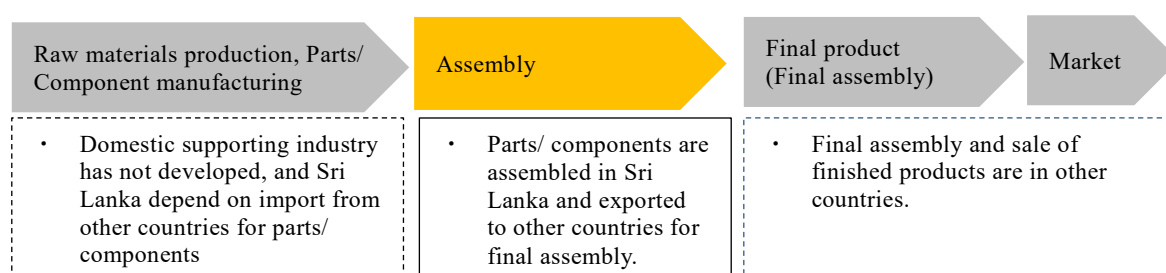 Raw materials production, Parts/
Component manufacturing
Assembly
Final product
(Final assembly)
Market
・ Domestic supporting industry
has not developed, and Sri
Lanka depend on import from
other countries for parts/
components
・ Parts/ components are
assembled in Sri
Lanka and exported
to other countries for
final assembly.
・ Final assembly and sale of
finished products are in other
countries.